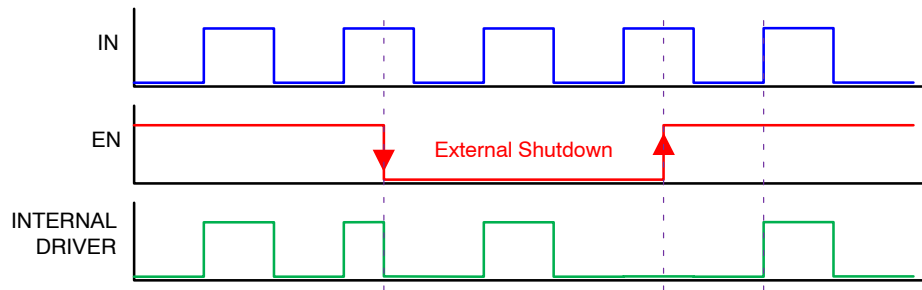 IN
EN
External Shutdown
INTERNAL
DRIVER